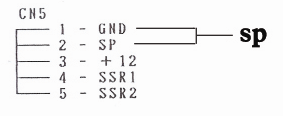 CN5
1 - GND
sp
2 - SP
3 - +12
4 - SSR1
5 - SSR2